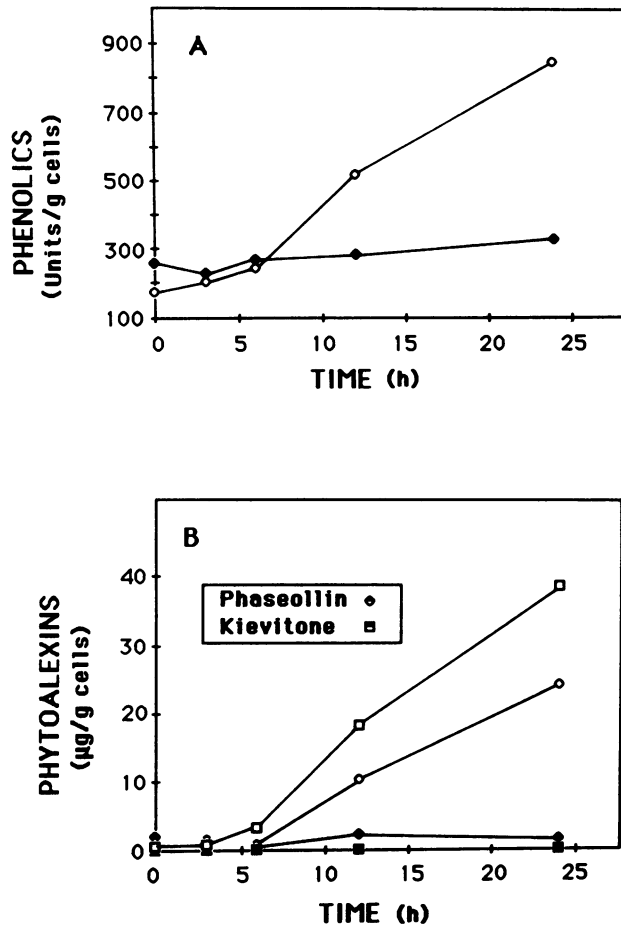 A
900
700
500
300
100
PHENOLICS
(Units/g cells)
0 5 10 15 20 25
TIME (h)
B
Phaseollin
Kievitone
40
30
20
10
0
PHYTOALEXINS
(µg/g cells)
0 5 10 15 20 25
TIME (h)